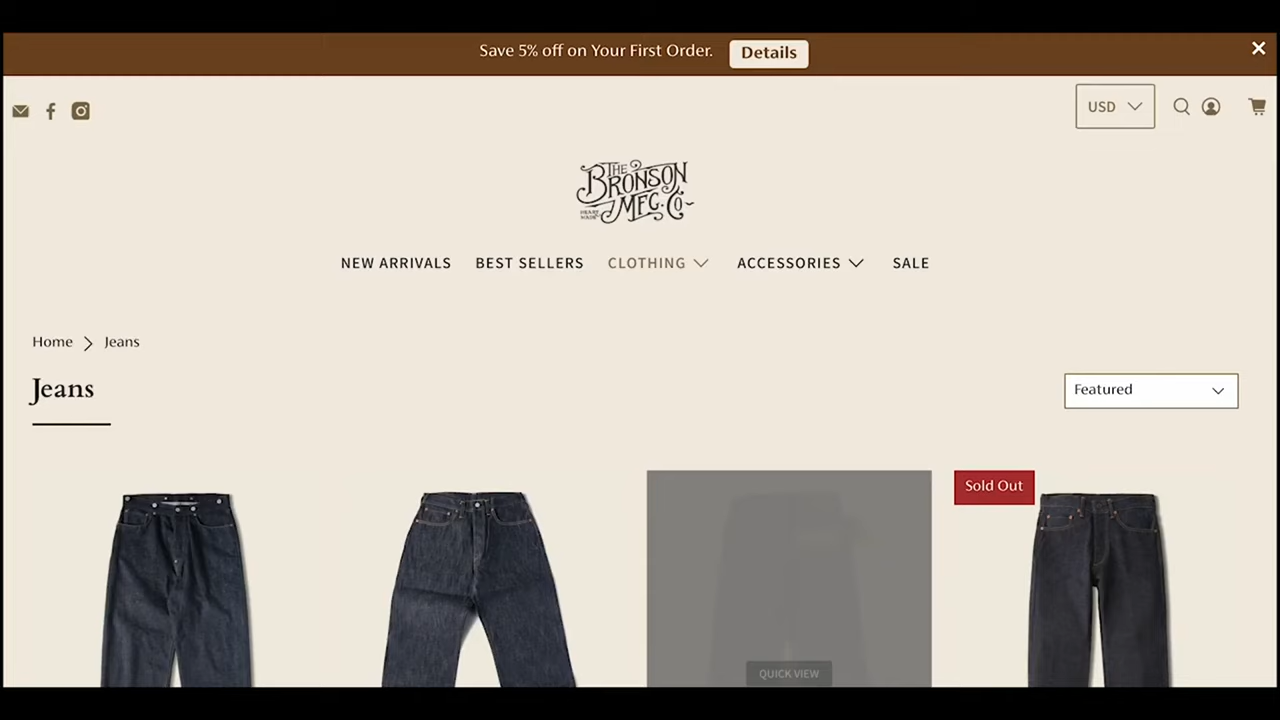 Save 5% off on Your First Order. Details
USD
THE
BRONSON
MFG. Co
NEW ARRIVALS BEST SELLERS CLOTHING ACCESSORIES SALE
Home Jeans
Jeans
Featured
Sold Out
QUICK VIEW